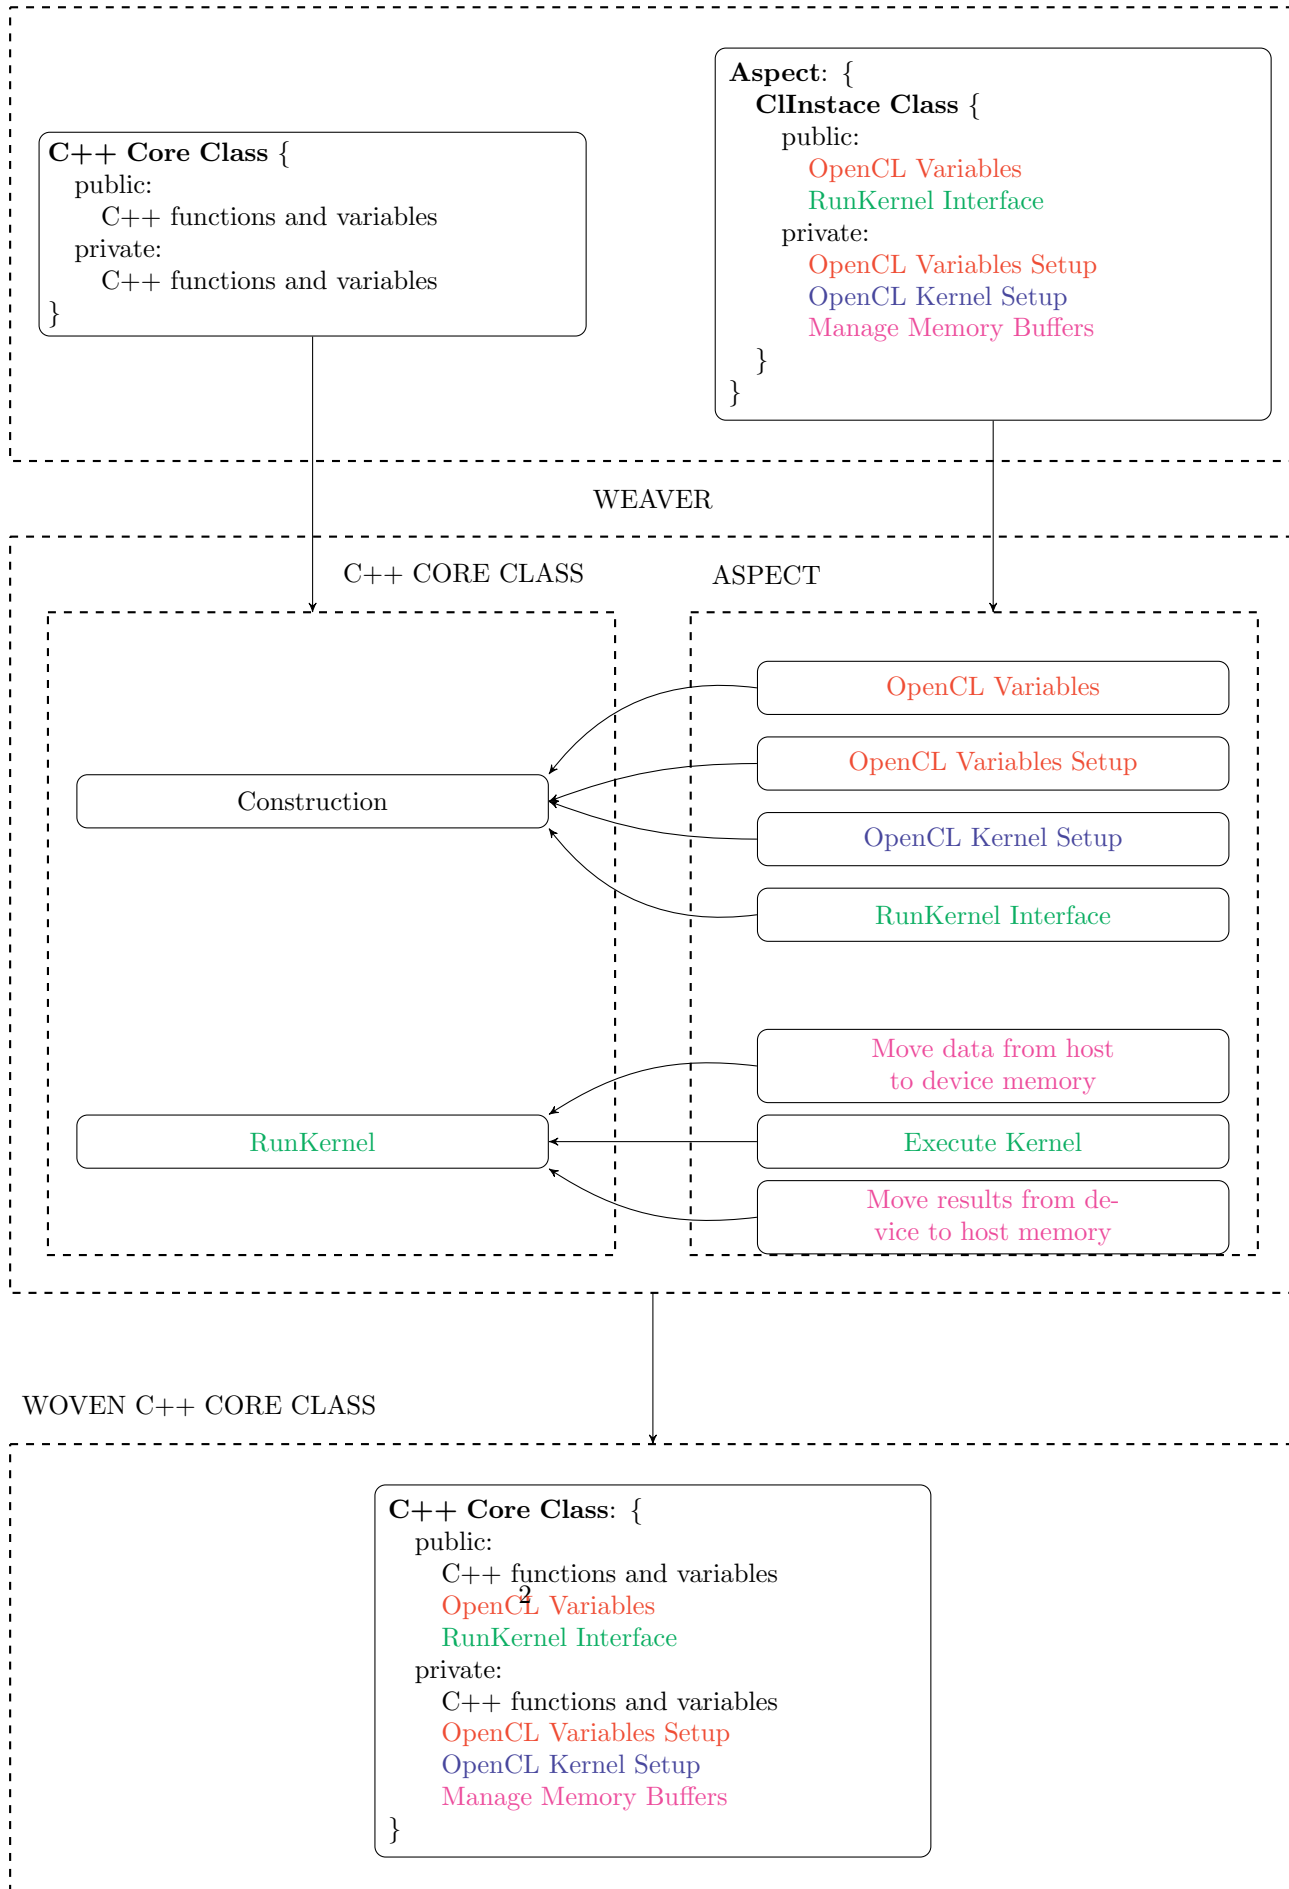 C++ Core Class {
public:
C++ functions and variables
private:
C++ functions and variables
}
Aspect: {
ClInstace Class {
public:
OpenCL Variables
RunKernel Interface
private:
OpenCL Variables Setup
OpenCL Kernel Setup
Manage Memory Buffers
}
}
WEAVER
C++ CORE CLASS
ASPECT
Construction
OpenCL Variables
OpenCL Variables Setup
OpenCL Kernel Setup
RunKernel Interface
RunKernel
Move data from host
to device memory
Execute Kernel
Move results from de-
vice to host memory
WOVEN C++ CORE CLASS
C++ Core Class: {
public:
C++ functions and variables
2
OpenCL Variables
RunKernel Interface
private:
C++ functions and variables
OpenCL Variables Setup
OpenCL Kernel Setup
Manage Memory Buffers
}